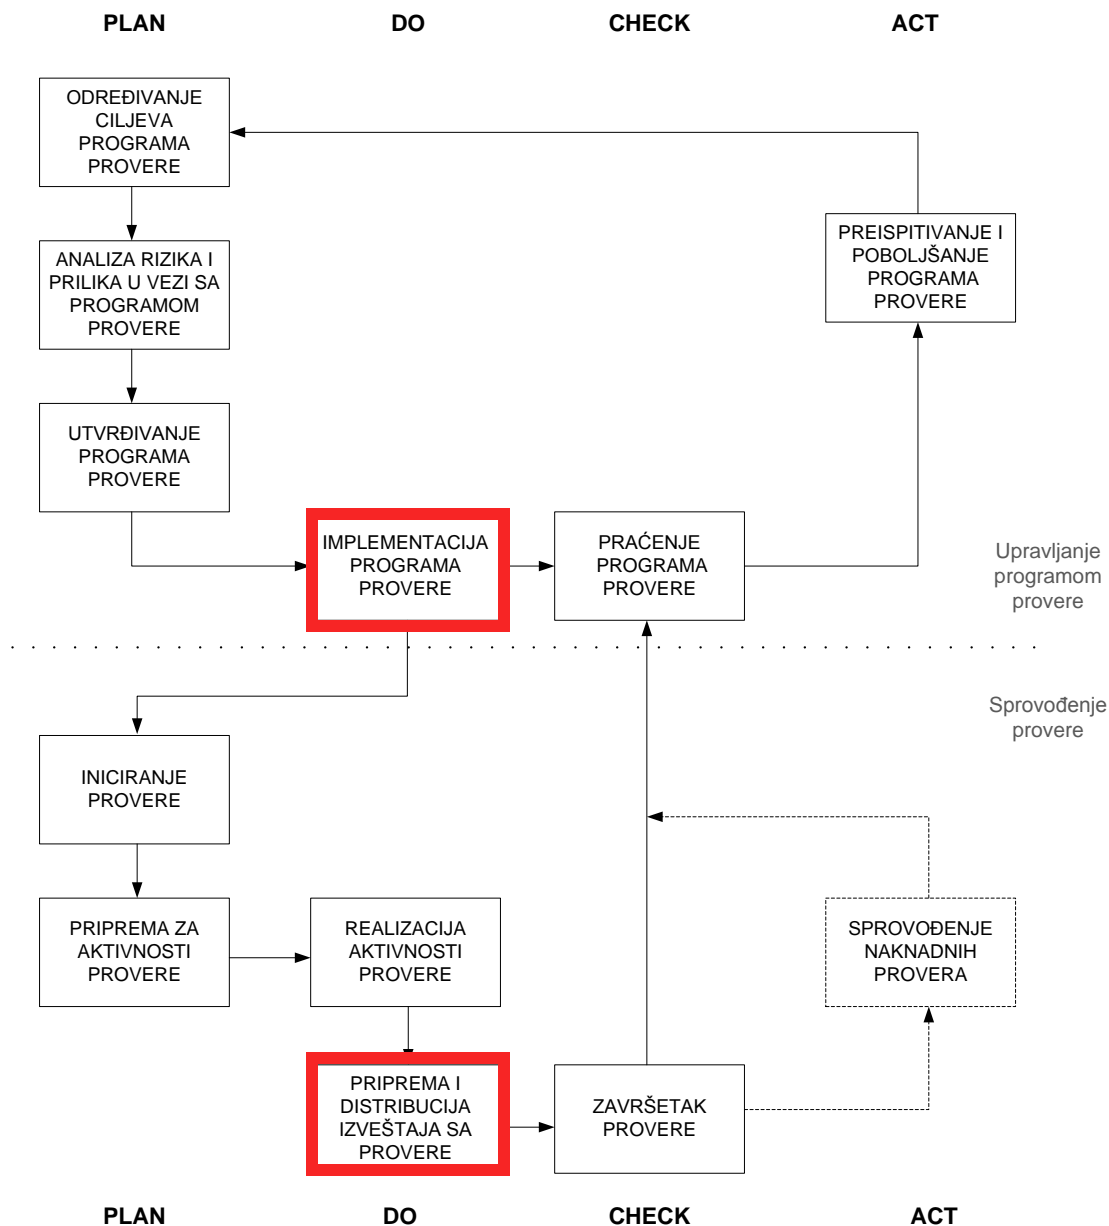 PLAN
DO
CHECK
ACT
ODREĐIVANJE
CILJEVA
PROGRAMA
PROVERE
ANALIZA RIZIKA I
PRILIKA U VEZI SA
PROGRAMOM
PROVERE
UTVRĐIVANJE
PROGRAMA
PROVERE
IMPLEMENTACIJA
PROGRAMA
PROVERE
PRAĆENJE
PROGRAMA
PROVERE
PREISPITIVANJE I
POBOLJŠANJE
PROGRAMA
PROVERE
Upravljanje
programom
provere
Sprovođenje
provere
INICIRANJE
PROVERE
PRIPREMA ZA
AKTIVNOSTI
PROVERE
REALIZACIJA
AKTIVNOSTI
PROVERE
PRIPREMA I
DISTRIBUCIJA
IZVEŠTAJA SA
PROVERE
ZAVRŠETAK
PROVERE
SPROVOĐENJE
NAKNADNIH
PROVERA
PLAN
DO
CHECK
ACT